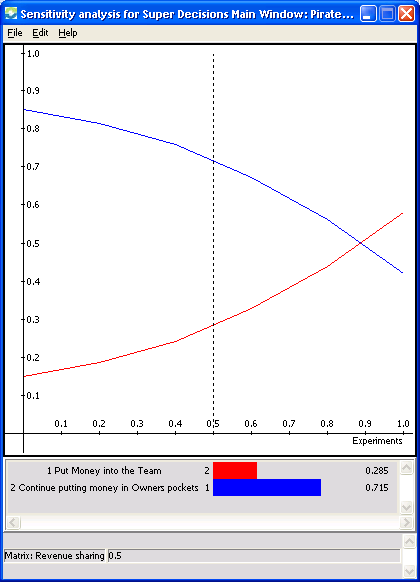 Sensitivity analysis for Super Decisions Main Window: Pirate...
File Edit Help
1.0
0.9
0.8
0.7
0.6
0.5
0.4
0.3
0.2
0.1
0.1 0.2 0.3 0.4 0.5 0.6 0.7 0.8 0.9 1.0
Experiments
1 Put Money into the Team 2 0.285
2 Continue putting money in Owners pockets 1 0.715
Matrix: Revenue sharing 0.5